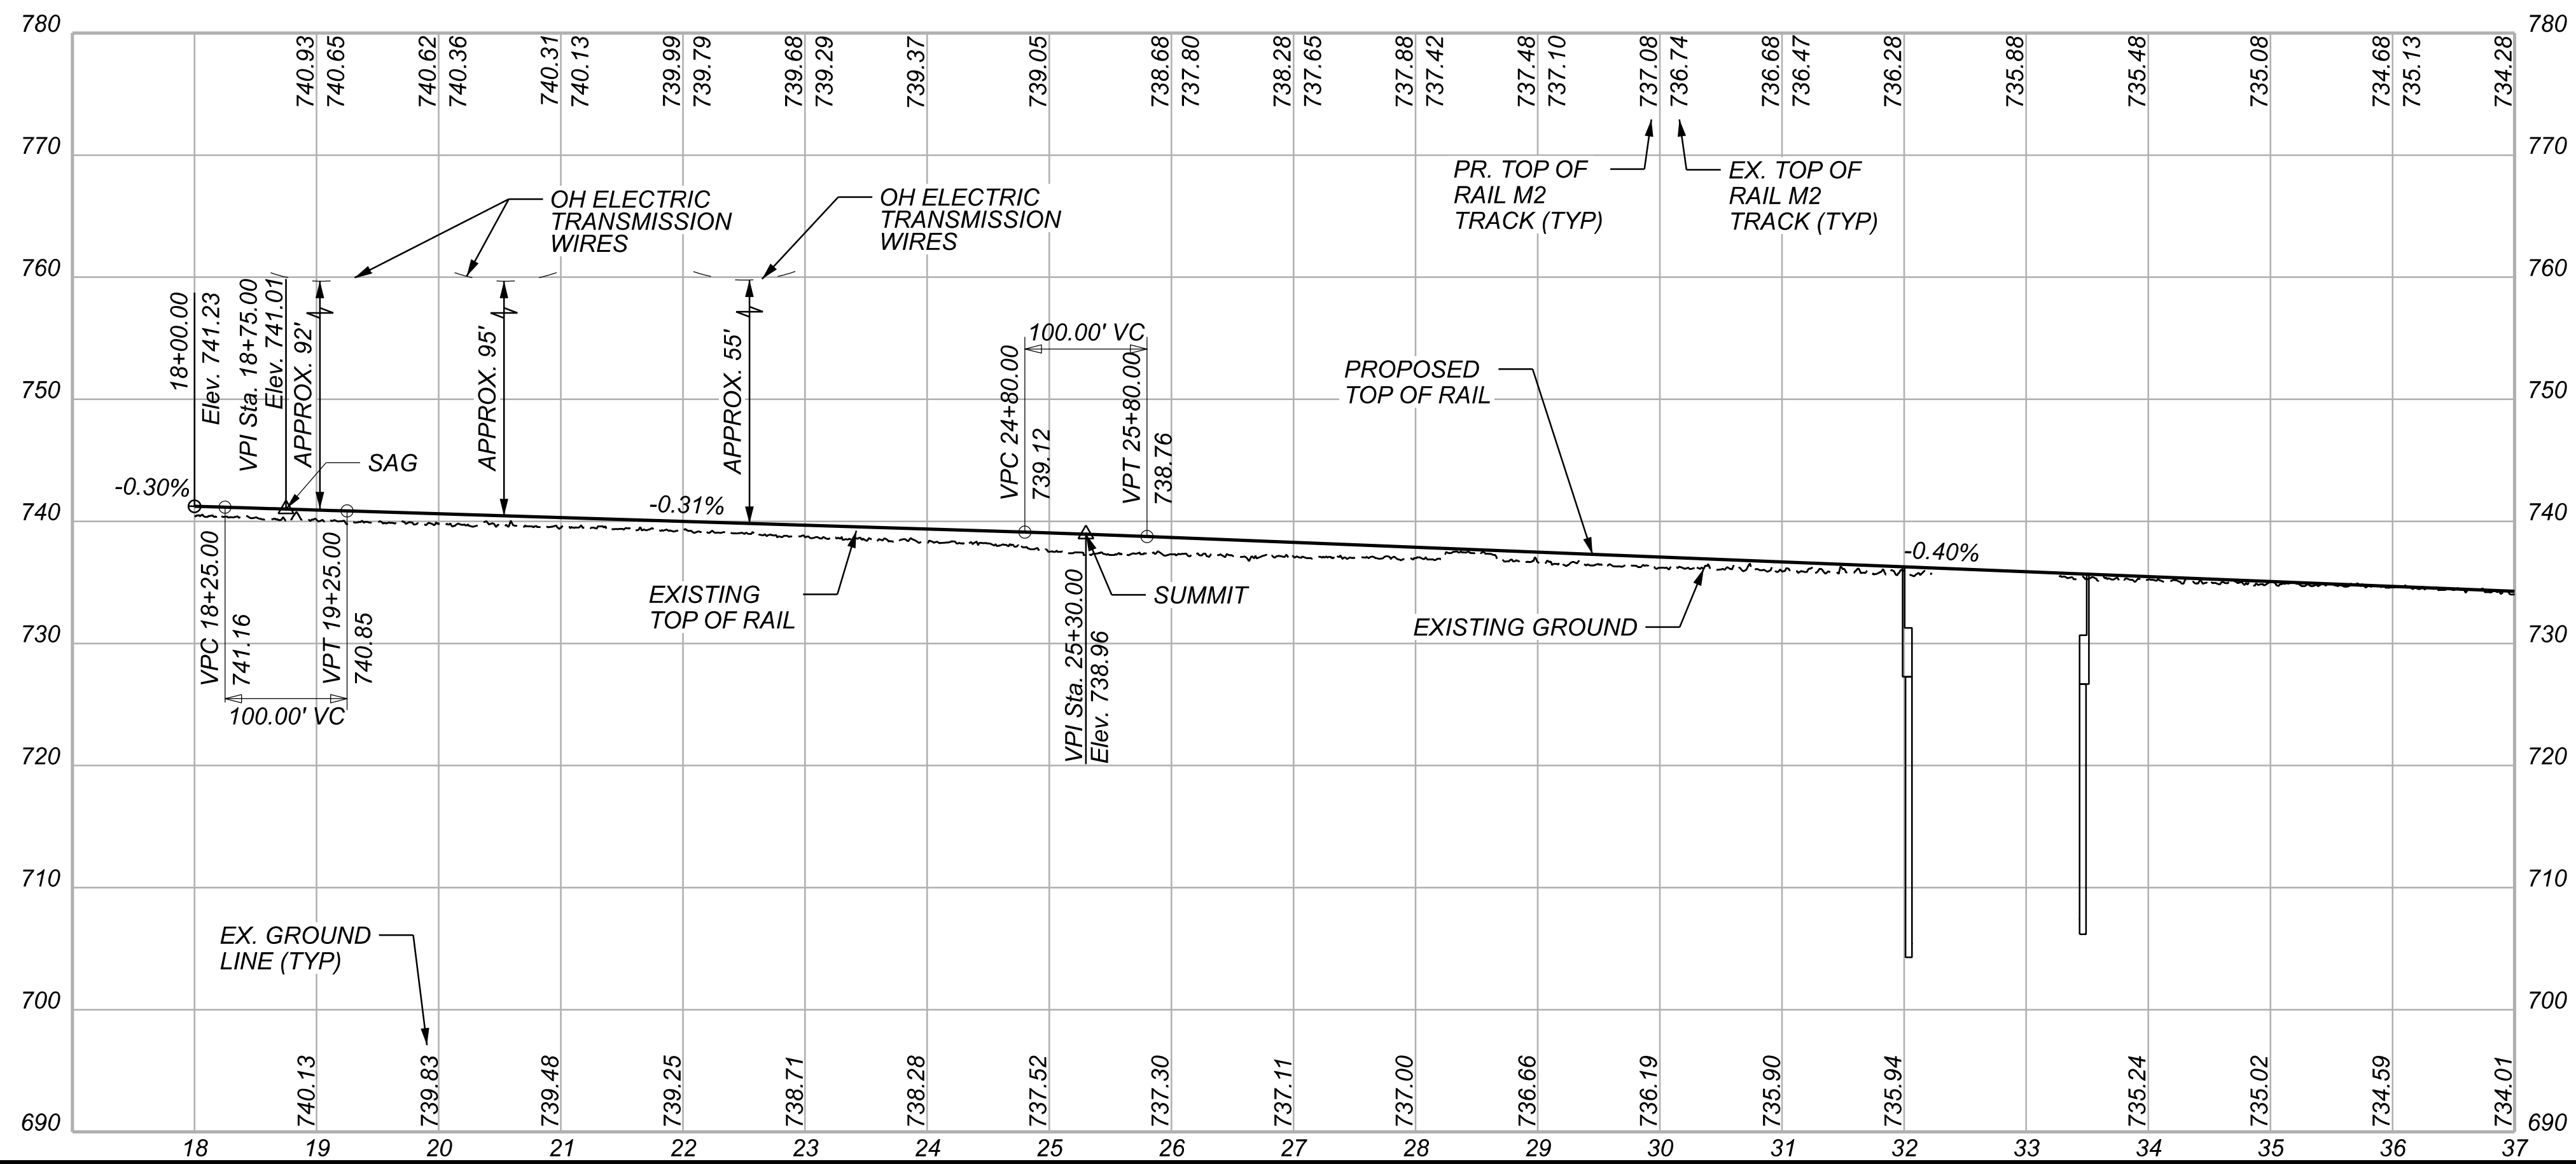 780
780
740.93
740.65
740.62
740.36
740.31
740.13
739.99
739.79
739.68
739.29
739.37
739.05
738.68
737.80
738.28
737.65
737.88
737.42
737.48
737.10
737.08
736.74
736.68
736.47
736.28
735.88
735.48
735.08
734.68
735.13
734.28
770
770
PR. TOP OF
RAIL M2
TRACK (TYP)
EX. TOP OF
RAIL M2
TRACK (TYP)
OH ELECTRIC
TRANSMISSION
WIRES
OH ELECTRIC
TRANSMISSION
WIRES
760
760
18+00.00
Elev. 741.23
VPI Sta. 18+75.00
Elev. 741.01
APPROX. 92'
APPROX. 95'
APPROX. 55'
100.00' VC
VPC 24+80.00
739.12
VPT 25+80.00
738.76
PROPOSED
TOP OF RAIL
750
750
SAG
-0.30%
-0.31%
740
740
-0.40%
VPC 18+25.00
741.16
VPT 19+25.00
740.85
100.00' VC
EXISTING
TOP OF RAIL
VPI Sta. 25+30.00
Elev. 738.96
SUMMIT
EXISTING GROUND
730
730
720
720
710
710
EX. GROUND
LINE (TYP)
700
700
740.13
739.83
739.48
739.25
738.71
738.28
737.52
737.30
737.11
737.00
736.66
736.19
735.90
735.94
735.24
735.02
734.59
734.01
690
690
18 19 20 21 22 23 24 25 26 27 28 29 30 31 32 33 34 35 36 37